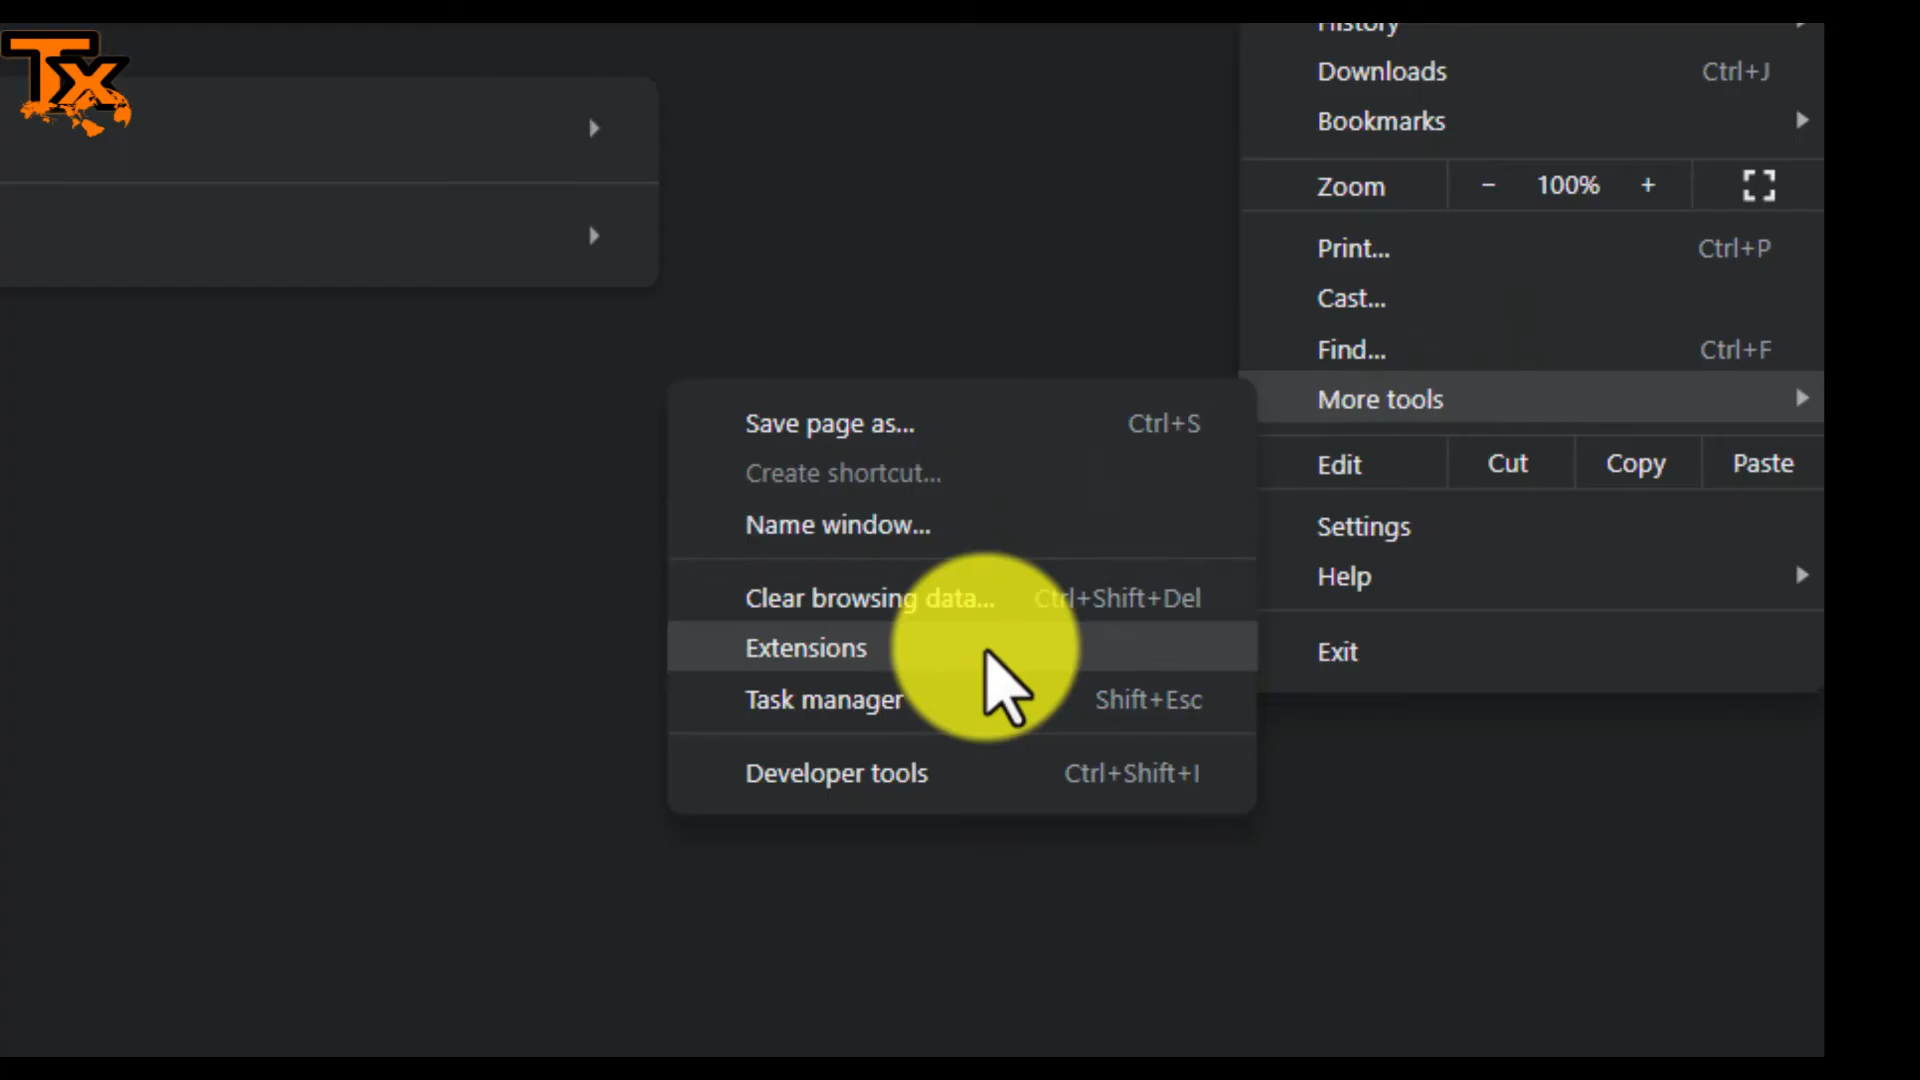 Tx
History
Downloads Ctrl+J
Bookmarks
Zoom - 100% +
Print... Ctrl+P
Cast...
Find... Ctrl+F
More tools
Edit Cut Copy Paste
Settings
Help
Exit
Save page as... Ctrl+S
Create shortcut...
Name window...
Clear browsing data... Ctrl+Shift+Del
Extensions
Task manager Shift+Esc
Developer tools Ctrl+Shift+I